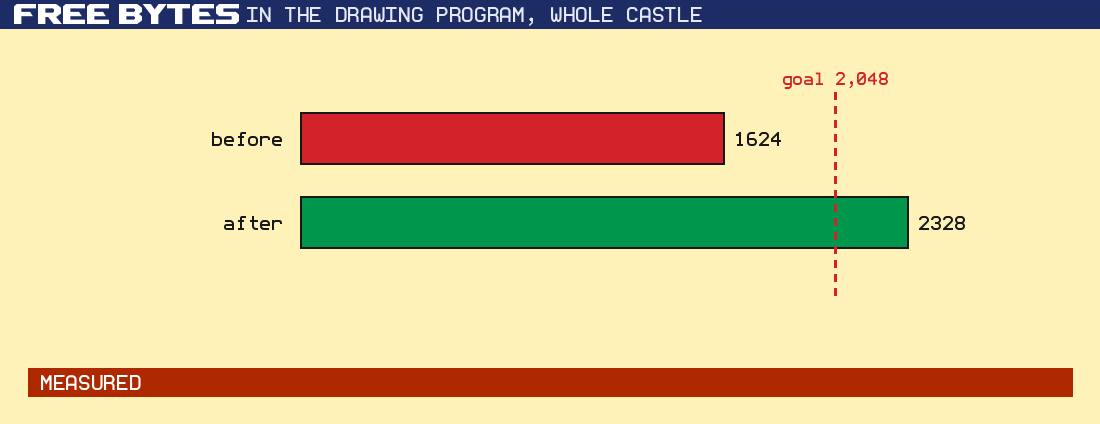 FREE BYTES IN THE DRAWING PROGRAM, WHOLE CASTLE
goal 2,048
before 1624
after 2328
MEASURED